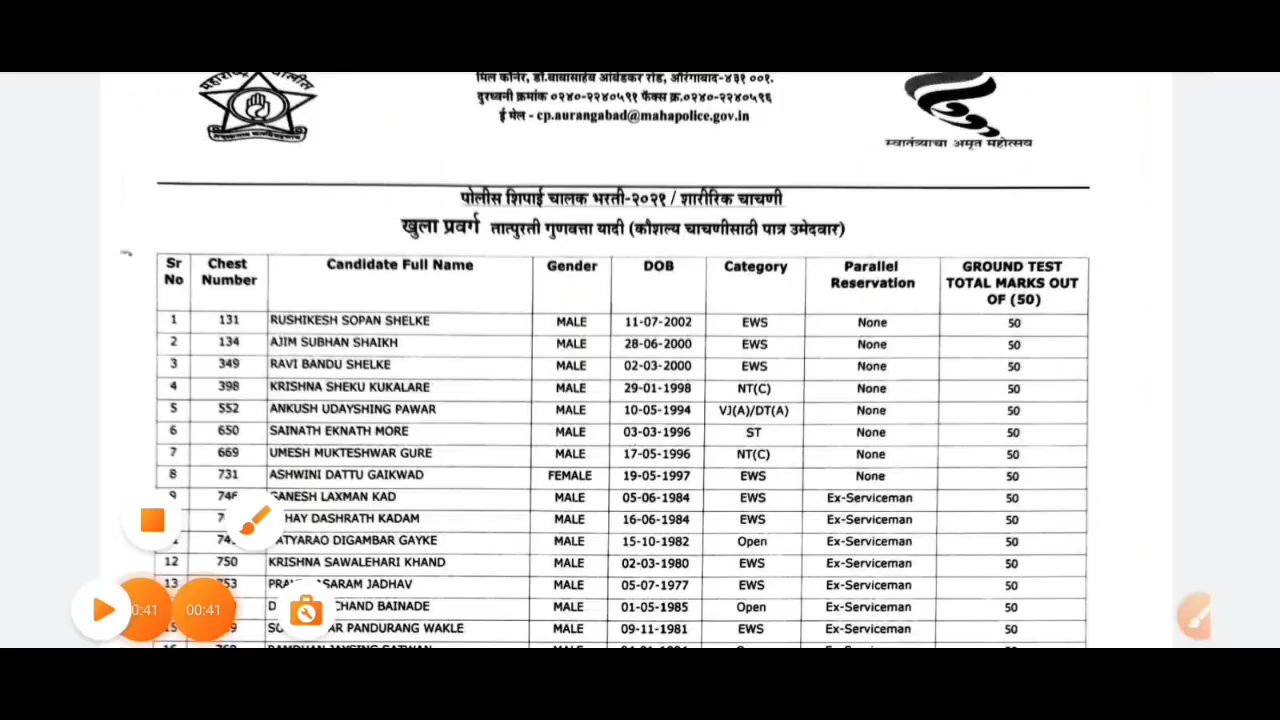 महाराष्ट्र पोलीस
मिल कॉर्नर, डॉ.बाबासाहेब आंबेडकर रोड, औरंगाबाद-४३१ ००१.
दुरध्वनी क्रमांक ०२४०-२२४०५९१ फॅक्स क्र.०२४०-२२४०५९६
ई मेल - cp.aurangabad@mahapolice.gov.in
स्वातंत्र्याचा अमृत महोत्सव
पोलीस शिपाई चालक भरती-२०२१ / शारीरिक चाचणी
खुला प्रवर्ग तात्पुरती गुणवत्ता यादी (कौशल्य चाचणीसाठी पात्र उमेदवार)
Sr No Chest Number Candidate Full Name Gender DOB Category Parallel Reservation GROUND TEST TOTAL MARKS OUT OF (50)
1 131 RUSHIKESH SOPAN SHELKE MALE 11-07-2002 EWS None 50
2 134 AJIM SUBHAN SHAIKH MALE 28-06-2000 EWS None 50
3 349 RAVI BANDU SHELKE MALE 02-03-2000 EWS None 50
4 398 KRISHNA SHEKU KUKALARE MALE 29-01-1998 NT(C) None 50
5 552 ANKUSH UDAYSHING PAWAR MALE 10-05-1994 VJ(A)/DT(A) None 50
6 650 SAINATH EKNATH MORE MALE 03-03-1996 ST None 50
7 669 UMESH MUKTESHWAR GURE MALE 17-05-1996 NT(C) None 50
8 731 ASHWINI DATTU GAIKWAD FEMALE 19-05-1997 EWS None 50
9 746 GANESH LAXMAN KAD MALE 05-06-1984 EWS Ex-Serviceman 50
DASHRATH KADAM MALE 16-06-1984 EWS Ex-Serviceman 50
DIGAMBAR GAYKE MALE 15-10-1982 Open Ex-Serviceman 50
12 750 KRISHNA SAWALEHARI KHAND MALE 02-03-1980 EWS Ex-Serviceman 50
13 753 JADHAV MALE 05-07-1977 EWS Ex-Serviceman 50
BAINADE MALE 01-05-1985 Open Ex-Serviceman 50
15 PANDURANG WAKLE MALE 09-11-1981 EWS Ex-Serviceman 50
0:41 00:41